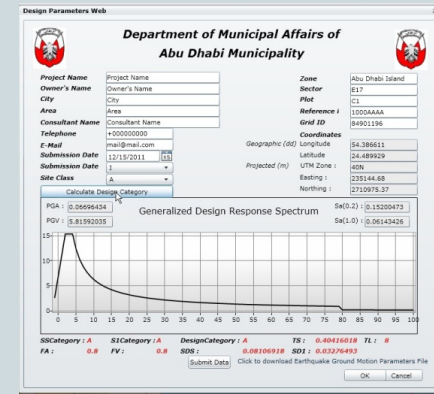 Design Parameters Web
Department of Municipal Affairs of
Abu Dhabi Municipality
Project Name Project Name
Owner's Name Owner's Name
City City
Area Area
Consultant Name Consultant Name
Telephone +000000000
E-Mail mail@mail.com
Submission Date 12/15/2011 15
Submission Date 1
Site Class A
Zone Abu Dhabi Island
Sector E17
Plot C1
Reference i 1000AAAA
Grid ID 84901196
Coordinates
Geographic (dd) Longitude 54.386611
Latitude 24.489929
Projected (m) UTM Zone : 40N
Easting : 235144.68
Northing : 2710975.37
Calculate Design Category
PGA : 0.06696434
PGV : 5.81592035
Generalized Design Response Spectrum
Sa(0.2) : 0.15200473
Sa(1.0) : 0.06143426
15
10
5
0
0 5 10 15 20 25 30 35 40 45 50 55 60 65 70 75 80 85 90 95 100
SSCategory : A S1Category : A DesignCategory : A TS : 0.40416018 TL : 8
FA : 0.8 FV : 0.8 SDS : 0.08106918 SD1 : 0.03276493
Submit Data Click to download Earthquake Ground Motion Parameters File
OK Cancel